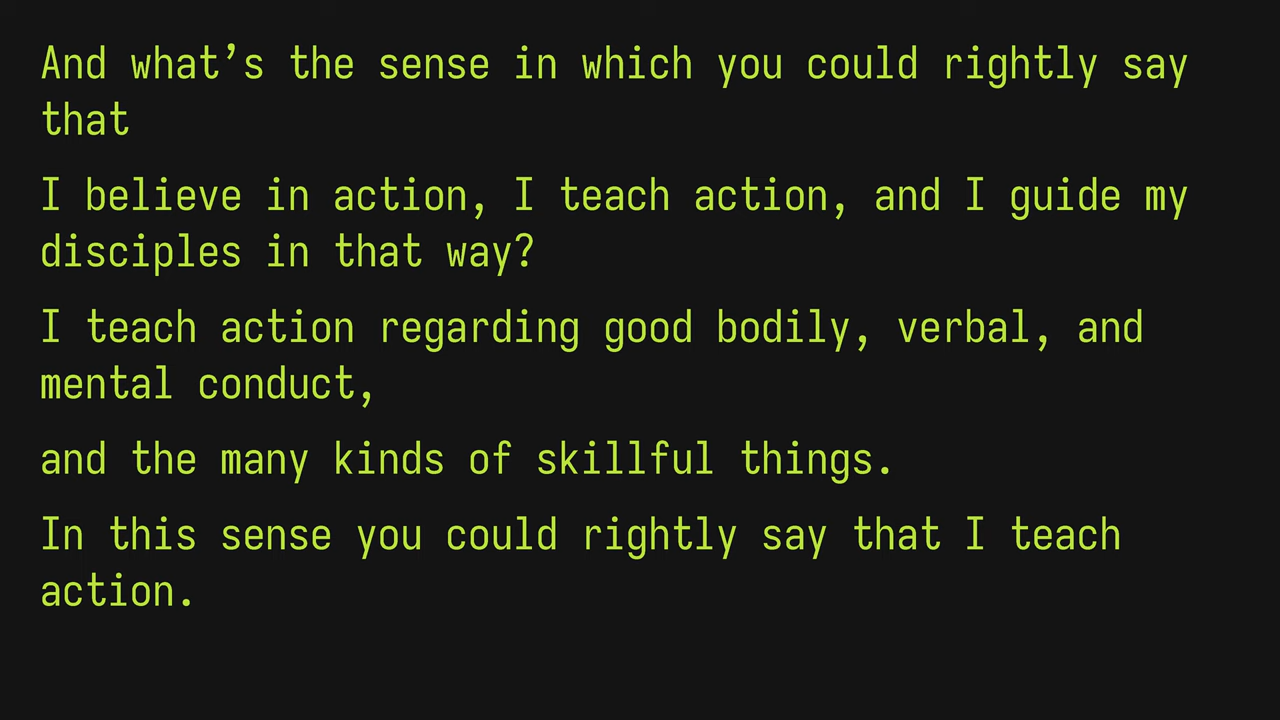 And what’s the sense in which you could rightly say
that
I believe in action, I teach action, and I guide my
disciples in that way?
I teach action regarding good bodily, verbal, and
mental conduct,
and the many kinds of skillful things.
In this sense you could rightly say that I teach
action.